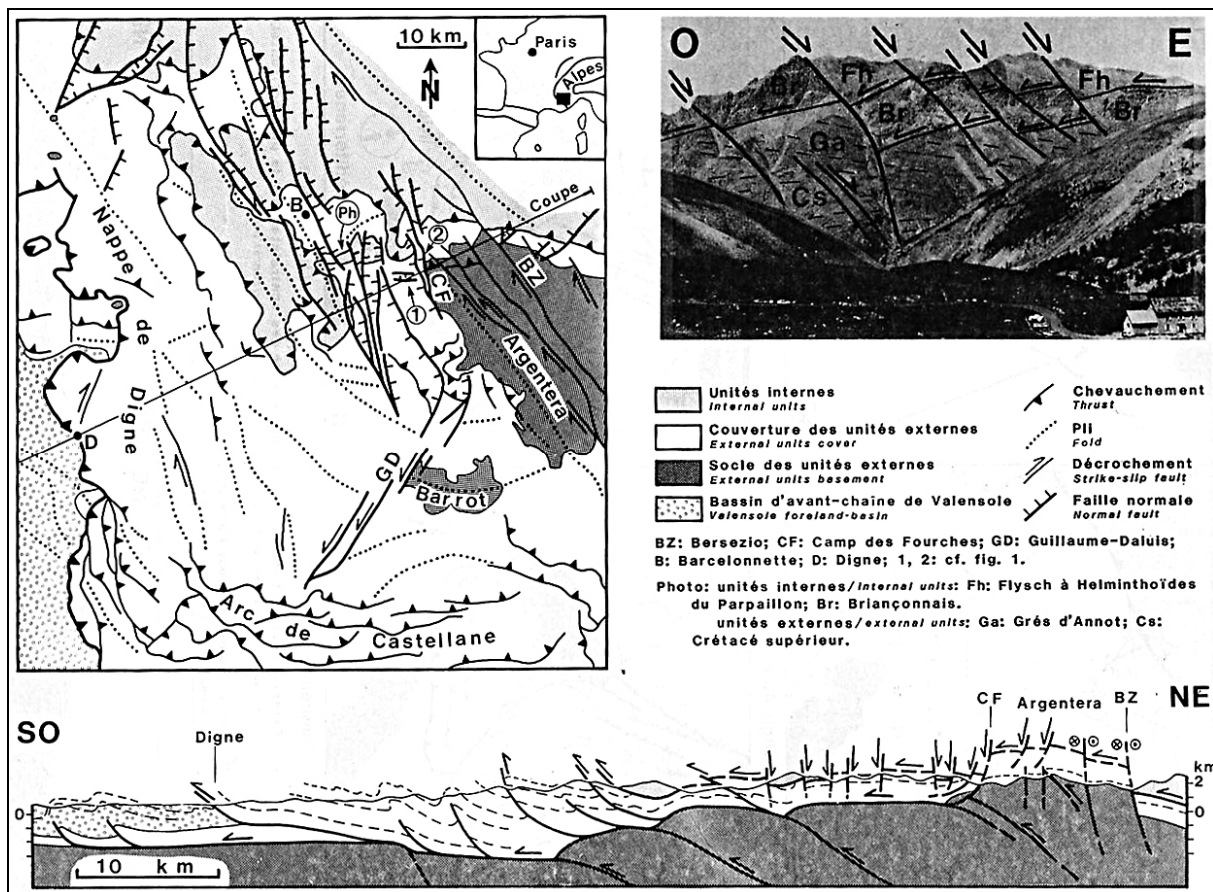 10 km
N
Paris
Alpes
Coupe
Nappe
de
Digne
B
Ph
2
BZ
CF
1
Argentera
D
GD
Barrot
Arc
de
Castellane
O
E
Br
Fh
Fh
Br
Br
Ga
Cs
Unités internes
Internal units
Chevauchement
Thrust
Couverture des unités externes
External units cover
Pli
Fold
Socle des unités externes
External units basement
Décrochement
Strike-slip fault
Bassin d'avant-chaîne de Valensole
Valensole foreland-basin
Faille normale
Normal fault
BZ: Bersezio; CF: Camp des Fourches; GD: Guillaume-Daluis;
B: Barcelonnette; D: Digne; 1, 2: cf. fig. 1.
Photo: unités internes/internal units: Fh: Flysch à Helminthoïdes
du Parpaillon; Br: Briançonnais.
unités externes/external units: Ga: Grés d'Annot; Cs:
Crétacé supérieur.
SO
Digne
CF
Argentera
BZ
NE
km
2
0
0
10 km